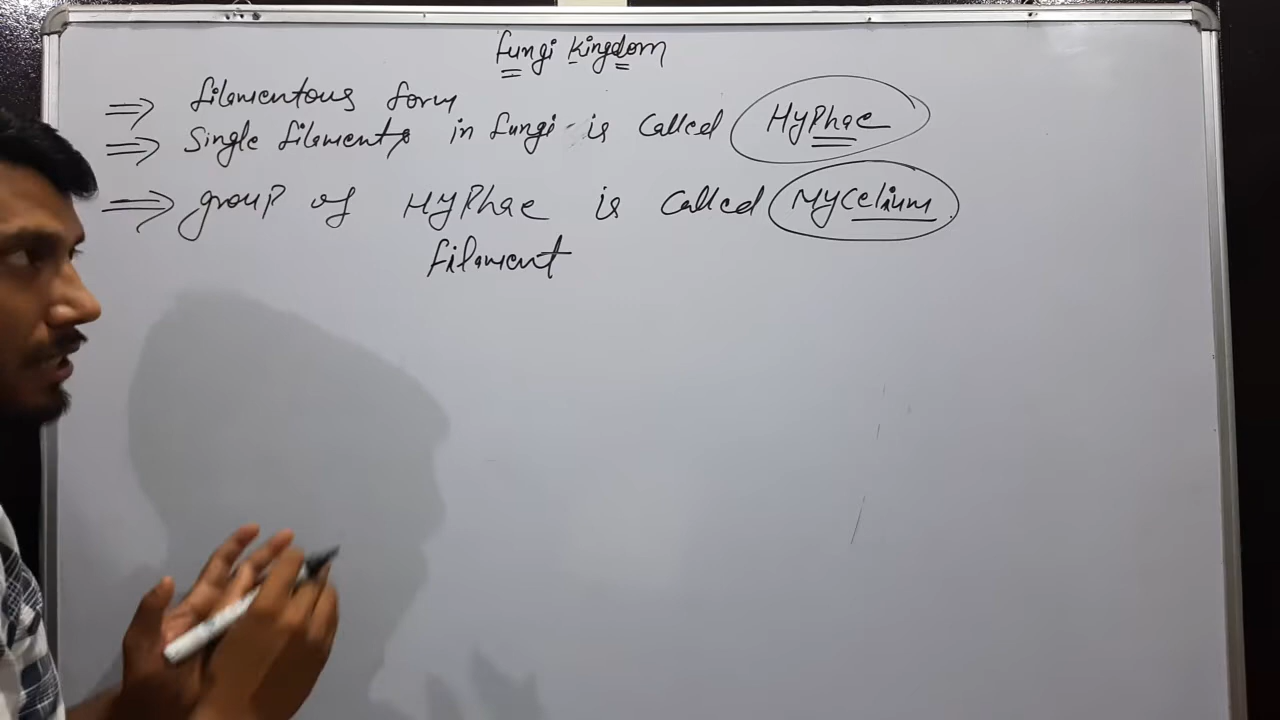 Fungi Kingdom
⇒ filamentous form
⇒ Single filaments in fungi is called HyPhae
⇒ group of HyPhae is called MyCelium
filament